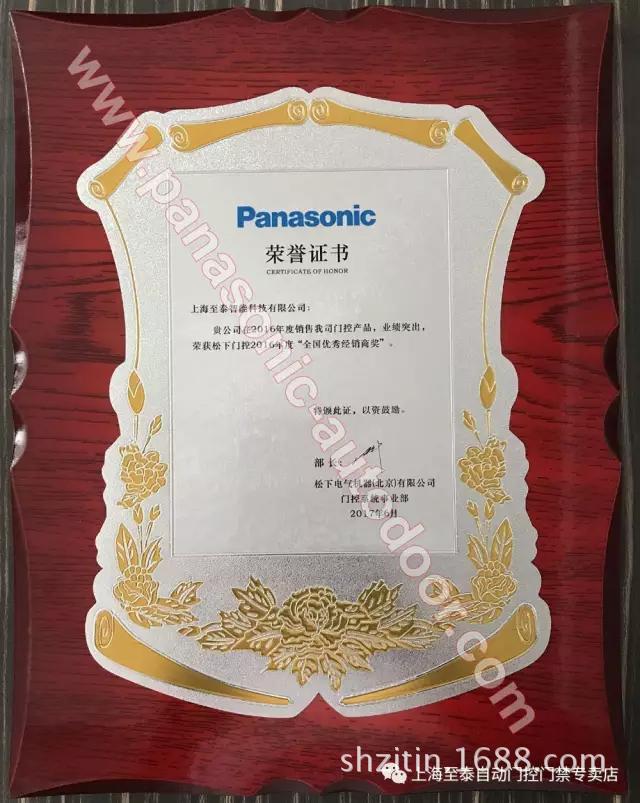 Panasonic
荣誉证书
CERTIFICATE OF HONOR
上海至泰智能科技有限公司：
贵公司在2016年度销售我司门控产品，业绩突出，
荣获松下门控2016年度“全国优秀经销商奖”。
特颁此证，以资鼓励。
部长：
松下电气机器(北京)有限公司
门控系统事业部
2017年6月
www.panasonic-autodoor.com
shzitin.1688.com
上海至泰自动门控门禁专卖店